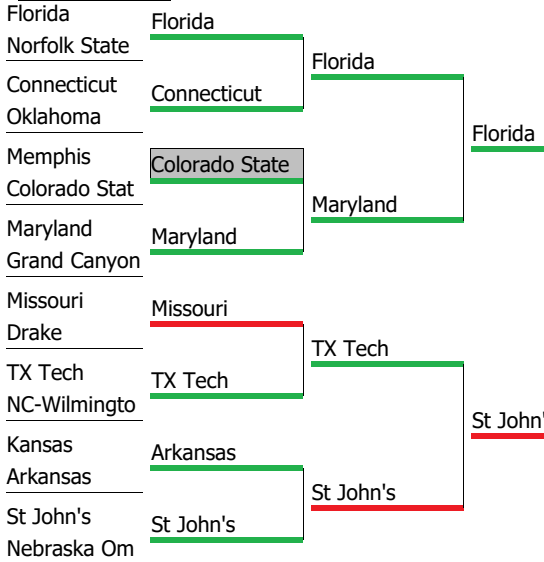 Florida
Norfolk State
Connecticut
Oklahoma
Memphis
Colorado Stat
Maryland
Grand Canyon
Missouri
Drake
TX Tech
NC-Wilmingto
Kansas
Arkansas
St John's
Nebraska Om
Florida
Connecticut
Colorado State
Maryland
Missouri
TX Tech
Arkansas
St John's
Florida
Maryland
TX Tech
St John's
Florida
St John'